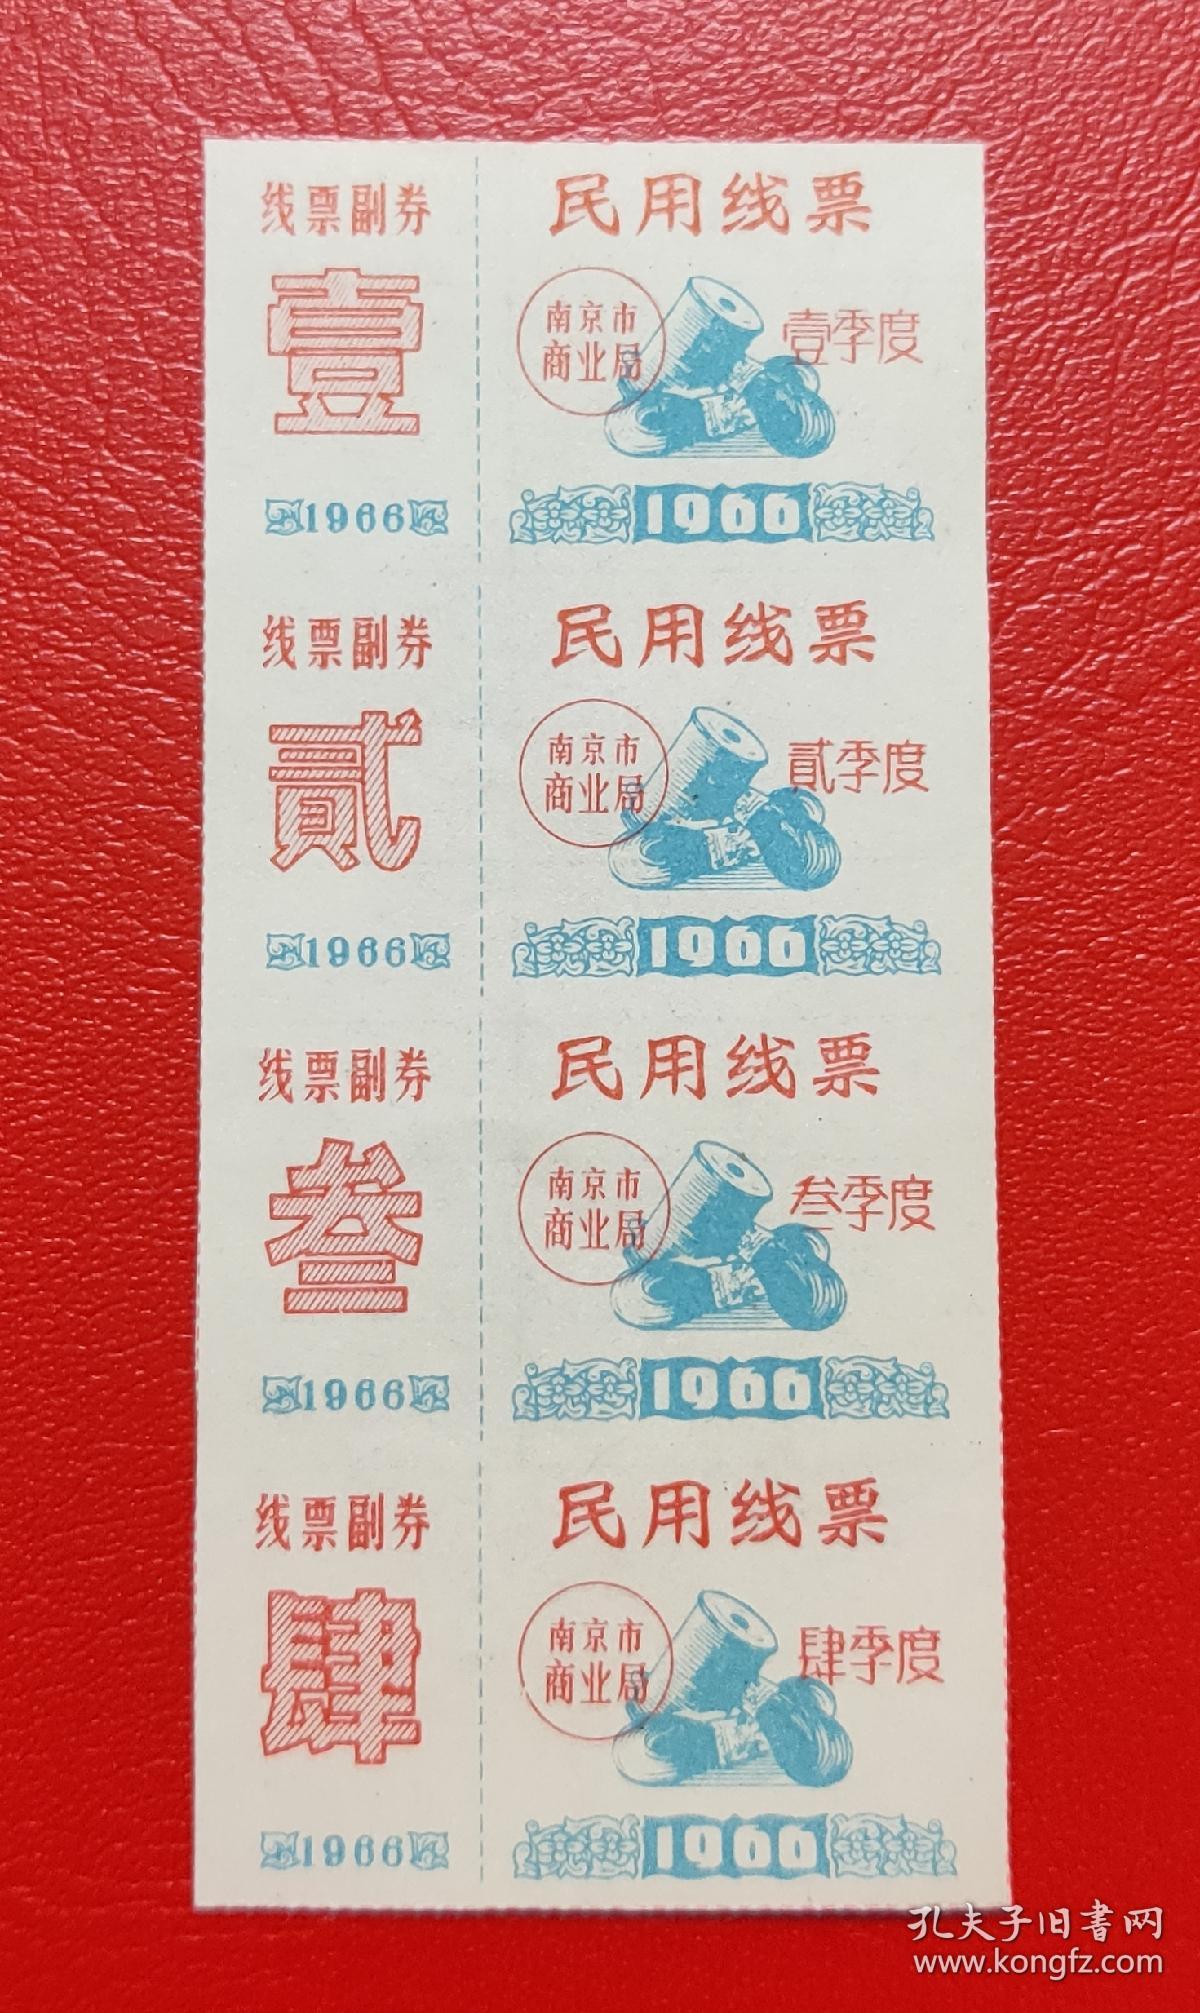 线票副券
壹
1966
民用线票
南京市
商业局
壹季度
1966
线票副券
貳
1966
民用线票
南京市
商业局
貳季度
1966
线票副券
叁
1966
民用线票
南京市
商业局
叁季度
1966
线票副券
肆
1966
民用线票
南京市
商业局
肆季度
1966
孔夫子旧書网
www.kongfz.com